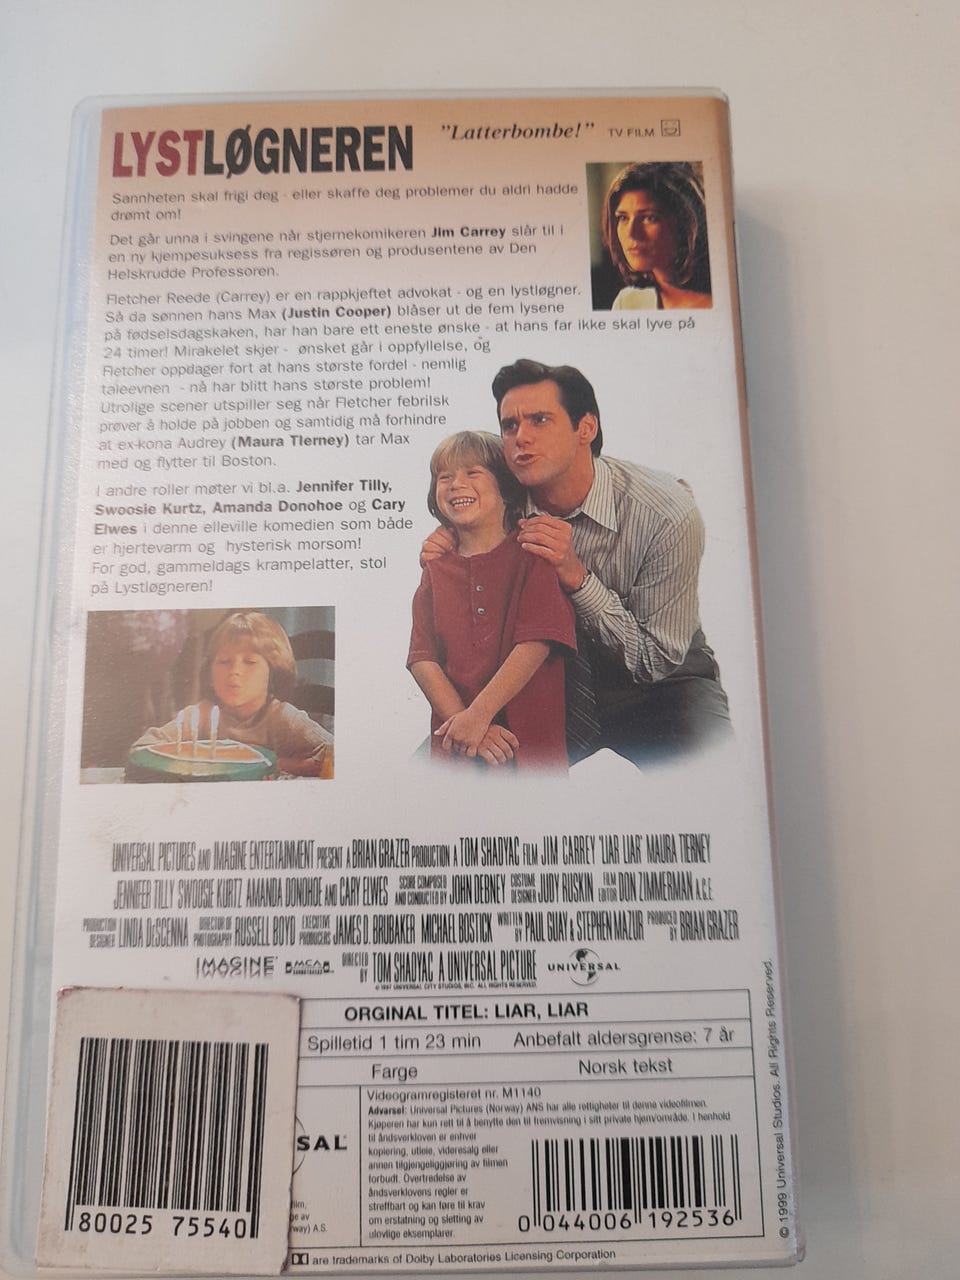 LYSTLØGNEREN
"Latterbombe!" TV FILM
Sannheten skal frigi deg - eller skaffe deg problemer du aldri hadde
drømt om!
Det går unna i svingene når stjernekomikeren Jim Carrey slår til i
en ny kjempesuksess fra regissøren og produsentene av Den
Helskrudde Professoren.
Fletcher Reede (Carrey) er en rappkjeftet advokat - og en lystløgner.
Så da sønnen hans Max (Justin Cooper) blåser ut de fem lysene
på fødselsdagskaken, har han bare ett eneste ønske - at hans far ikke skal lyve på
24 timer! Mirakelet skjer - ønsket går i oppfyllelse, og
Fletcher oppdager fort at hans største fordel - nemlig
taleevnen - nå har blitt hans største problem!
Utrolige scener utspiller seg når Fletcher febrilsk
prøver å holde på jobben og samtidig må forhindre
at ex-kona Audrey (Maura Tierney) tar Max
med og flytter til Boston.
I andre roller møter vi bl.a. Jennifer Tilly,
Swoosie Kurtz, Amanda Donohoe og Cary
Elwes i denne elleville komedien som både
er hjertevarm og hysterisk morsom!
For god, gammeldags krampelatter, stol
på Lystløgneren!
UNIVERSAL PICTURES AND IMAGINE ENTERTAINMENT PRESENT A BRIAN GRAZER PRODUCTION A TOM SHADYAC FILM JIM CARREY 'LIAR LIAR' MAURA TIERNEY
JENNIFER TILLY SWOOSIE KURTZ AMANDA DONOHOE AND CARY ELWES SCORE COMPOSED AND CONDUCTED BY JOHN DEBNEY COSTUME DESIGNER JUDY RUSKIN FILM EDITOR DON ZIMMERMAN A.C.E.
PRODUCTION DESIGNER LINDA DeSCENNA DIRECTOR OF PHOTOGRAPHY RUSSELL BOYD EXECUTIVE PRODUCERS JAMES D. BRUBAKER MICHAEL BOSTICK WRITTEN BY PAUL GUAY & STEPHEN MAZUR PRODUCED BY BRIAN GRAZER
IMAGINE MCA DIRECTED BY TOM SHADYAC A UNIVERSAL PICTURE UNIVERSAL
© 1997 UNIVERSAL CITY STUDIOS, INC. ALL RIGHTS RESERVED.
ORGINAL TITEL: LIAR, LIAR
Spilletid 1 tim 23 min Anbefalt aldersgrense: 7 år
Farge Norsk tekst
Videogramregisteret nr. M1140
Advarsel: Universal Pictures (Norway) ANS har alle rettigheter til denne videofilmen.
Kjøperen har kun rett til å benytte den til fremvisning i sitt private hjem/område. I henhold
til åndsverkloven er enhver
kopiering, utleie, videresalg eller
annen tilgjengeliggjøring av filmen
forbudt. Overtredelse av
åndsverklovens regler er
straffbart og kan føre til krav
om erstatning og sletting av
ulovlige eksemplarer.
SAL
ilm,
e av
way) A.S.
80025 75540
0 044006 192536
are trademarks of Dolby Laboratories Licensing Corporation
© 1999 Universal Studios. All Rights Reserved.